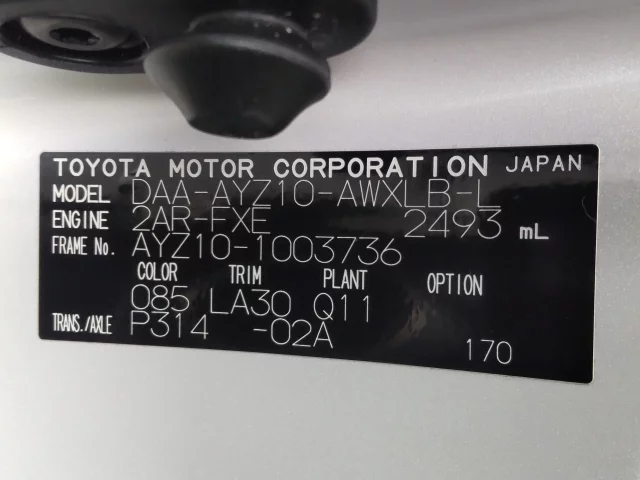 TOYOTA MOTOR CORPORATION JAPAN
MODEL DAA-AYZ10-AWXLB-L
ENGINE 2AR-FXE 2493 mL
FRAME No. AYZ10-1003736
COLOR TRIM PLANT OPTION
085 LA30 Q11
TRANS./AXLE P314 -02A
170